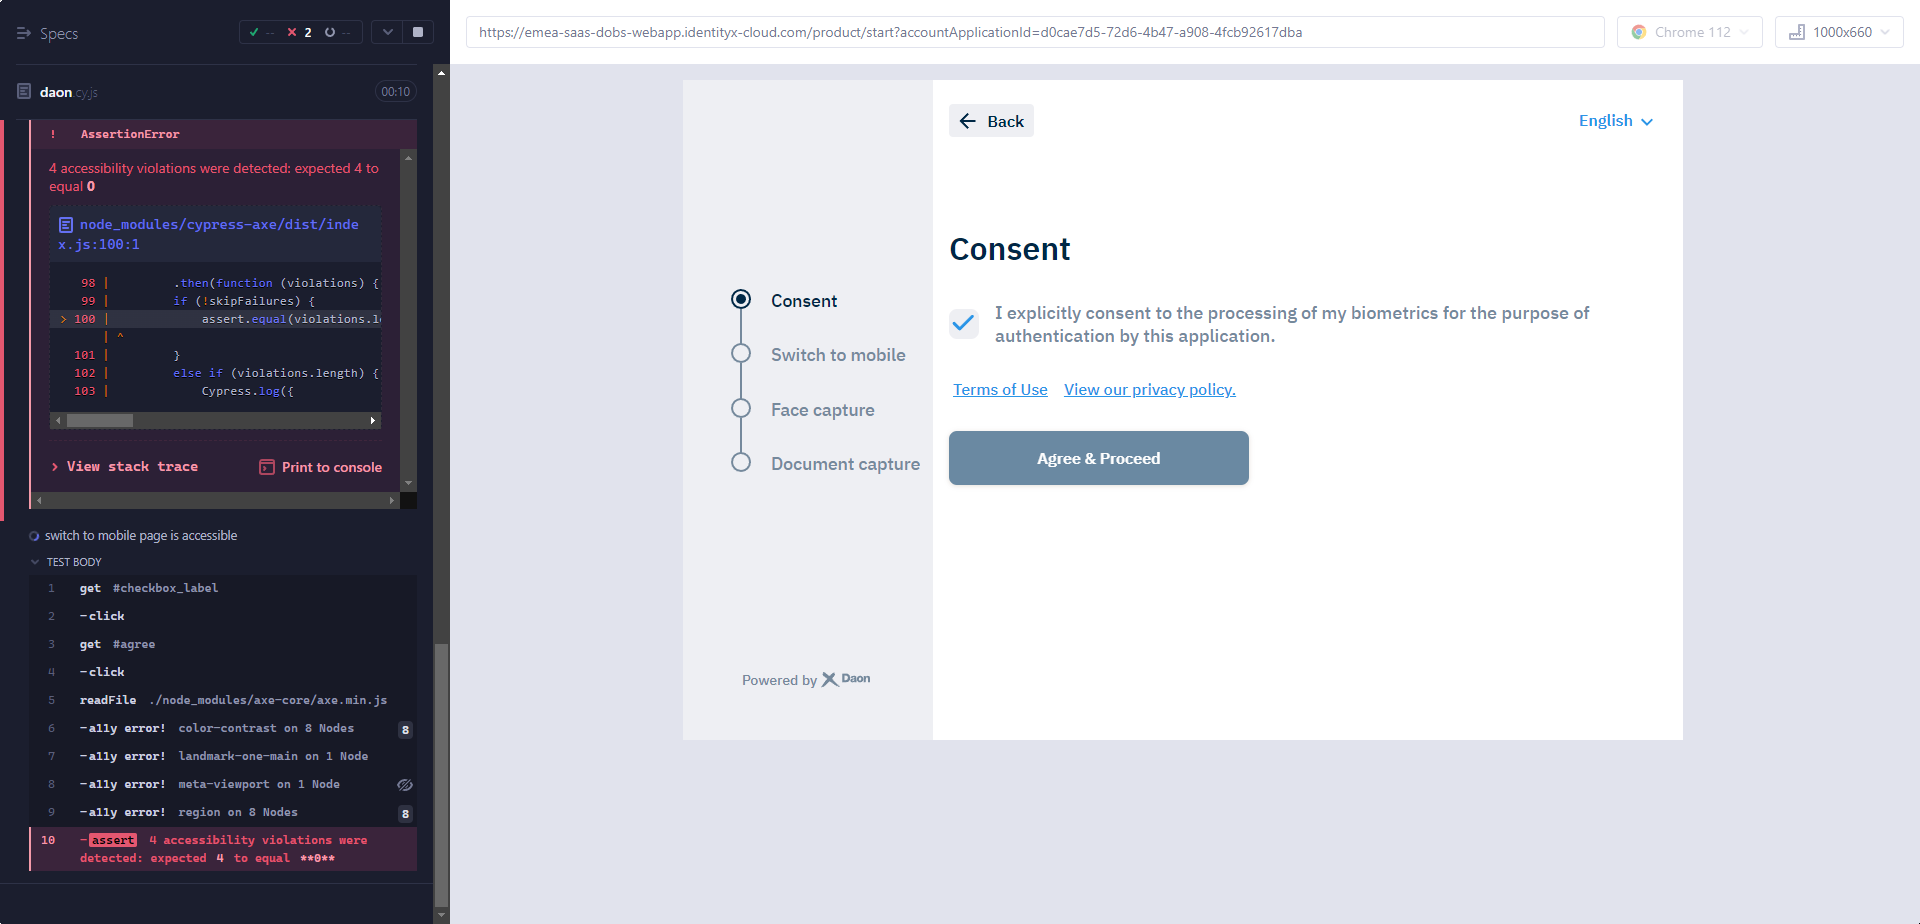 Specs
-- 2 --
daon.cy.js
00:10
! AssertionError
4 accessibility violations were detected: expected 4 to
equal 0
node_modules/cypress-axe/dist/inde
x.js:100:1
98 | .then(function (violations) {
99 | if (!skipFailures) {
> 100 | assert.equal(violations.le
| ^
101 | }
102 | else if (violations.length) {
103 | Cypress.log({
> View stack trace
Print to console
switch to mobile page is accessible
TEST BODY
1 get #checkbox_label
2 -click
3 get #agree
4 -click
5 readFile ./node_modules/axe-core/axe.min.js
6 -a11y error! color-contrast on 8 Nodes 8
7 -a11y error! landmark-one-main on 1 Node
8 -a11y error! meta-viewport on 1 Node
9 -a11y error! region on 8 Nodes 8
10 -assert 4 accessibility violations were
detected: expected 4 to equal **0**
https://emea-saas-dobs-webapp.identityx-cloud.com/product/start?accountApplicationId=d0cae7d5-72d6-4b47-a908-4fcb92617dba
Chrome 112
1000x660
Consent
Switch to mobile
Face capture
Document capture
Powered by Daon
Back
English
Consent
I explicitly consent to the processing of my biometrics for the purpose of
authentication by this application.
Terms of Use View our privacy policy.
Agree & Proceed